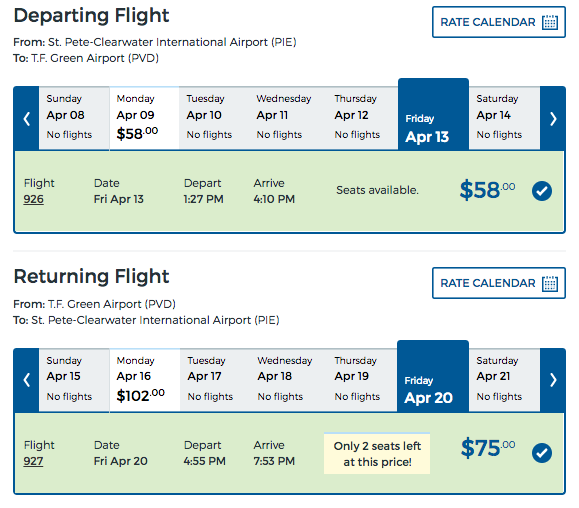 Departing Flight
RATE CALENDAR
From: St. Pete-Clearwater International Airport (PIE)
To: T.F. Green Airport (PVD)
Sunday Monday Tuesday Wednesday Thursday Friday Saturday
Apr 08 Apr 09 Apr 10 Apr 11 Apr 12 Apr 13 Apr 14
No flights $58.00 No flights No flights No flights No flights
Flight Date Depart Arrive Seats available. $58.00
926 Fri Apr 13 1:27 PM 4:10 PM
Returning Flight
RATE CALENDAR
From: T.F. Green Airport (PVD)
To: St. Pete-Clearwater International Airport (PIE)
Sunday Monday Tuesday Wednesday Thursday Friday Saturday
Apr 15 Apr 16 Apr 17 Apr 18 Apr 19 Apr 20 Apr 21
No flights $102.00 No flights No flights No flights No flights
Flight Date Depart Arrive Only 2 seats left $75.00
927 Fri Apr 20 4:55 PM 7:53 PM at this price!